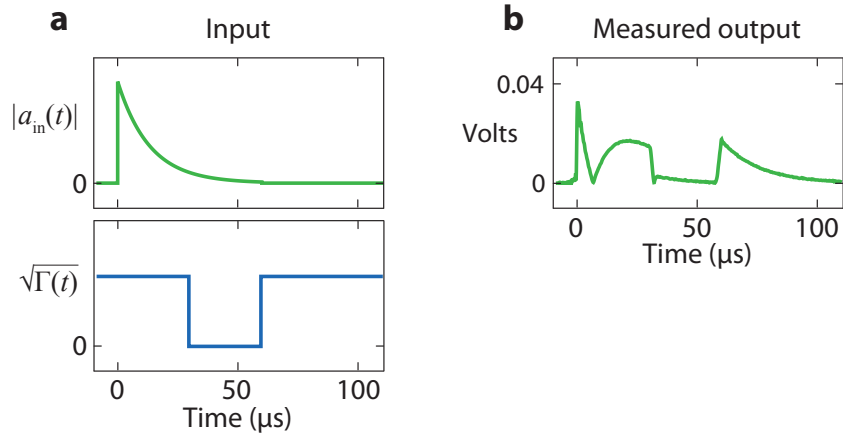 a Input
|a_in(t)|
0
√Γ(t)
0
0 50 100
Time (μs)
b Measured output
0.04
Volts
0
0 50 100
Time (μs)